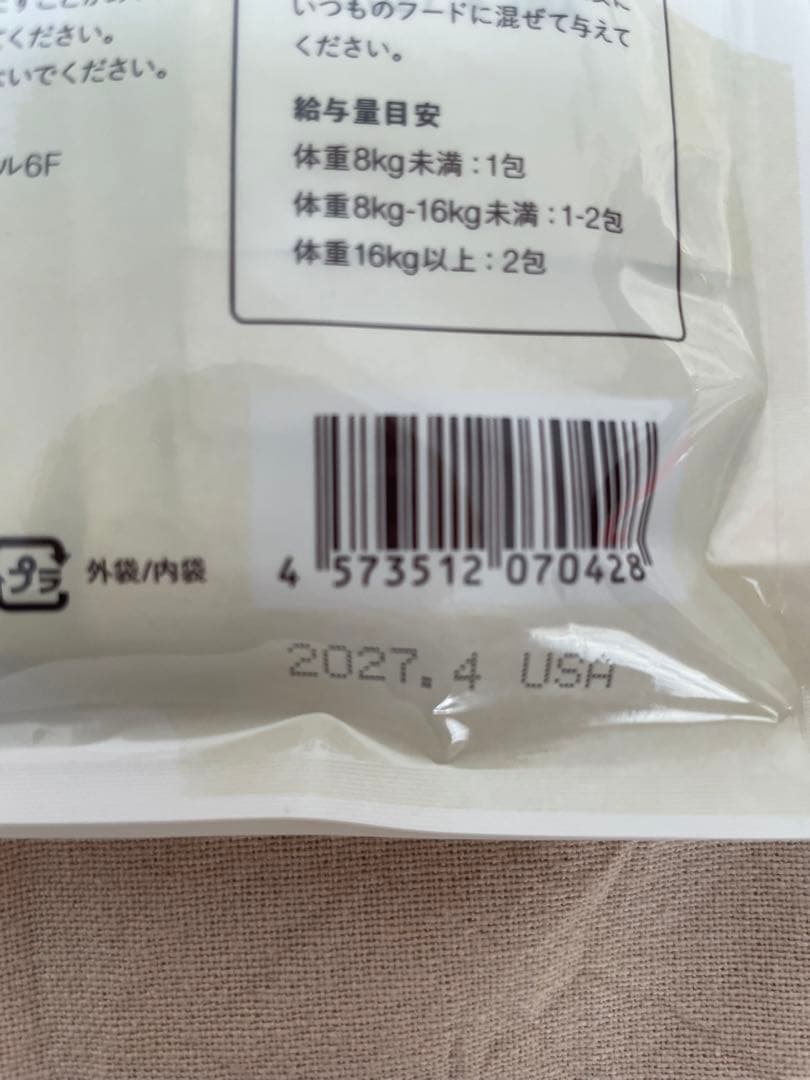 ください。
いでください。
ル6F
いつものフードに混ぜて与えて
ください。
給与量目安
体重8kg未満：1包
体重8kg-16kg未満：1-2包
体重16kg以上：2包
プラ 外袋/内袋
4 573512 070428
2027.4 USA